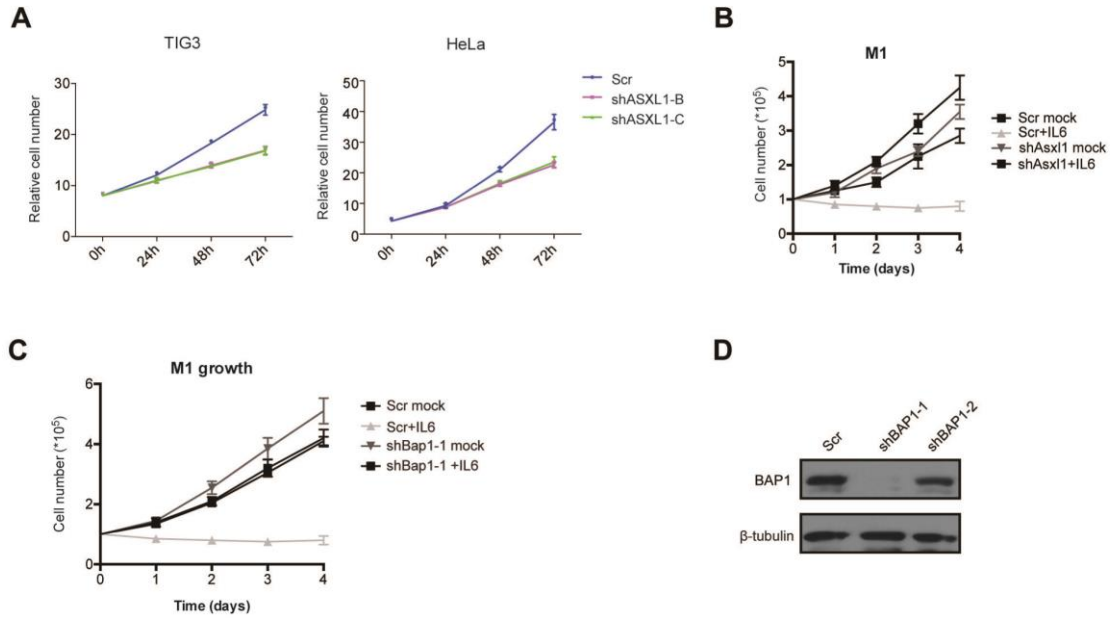 A
TIG3
Relative cell number
30
20
10
0
0h
24h
48h
72h
HeLa
Relative cell number
50
40
30
20
10
0
0h
24h
48h
72h
Scr
shASXL1-B
shASXL1-C
B
M1
Cell number (*10⁵)
5
4
3
2
1
0
0
1
2
3
4
Time (days)
Scr mock
Scr+IL6
shAsxl1 mock
shAsxl1+IL6
C
M1 growth
Cell number (*10⁵)
6
4
2
0
0
1
2
3
4
Time (days)
Scr mock
Scr+IL6
shBap1-1 mock
shBap1-1 +IL6
D
Scr
shBAP1-1
shBAP1-2
BAP1
β-tubulin